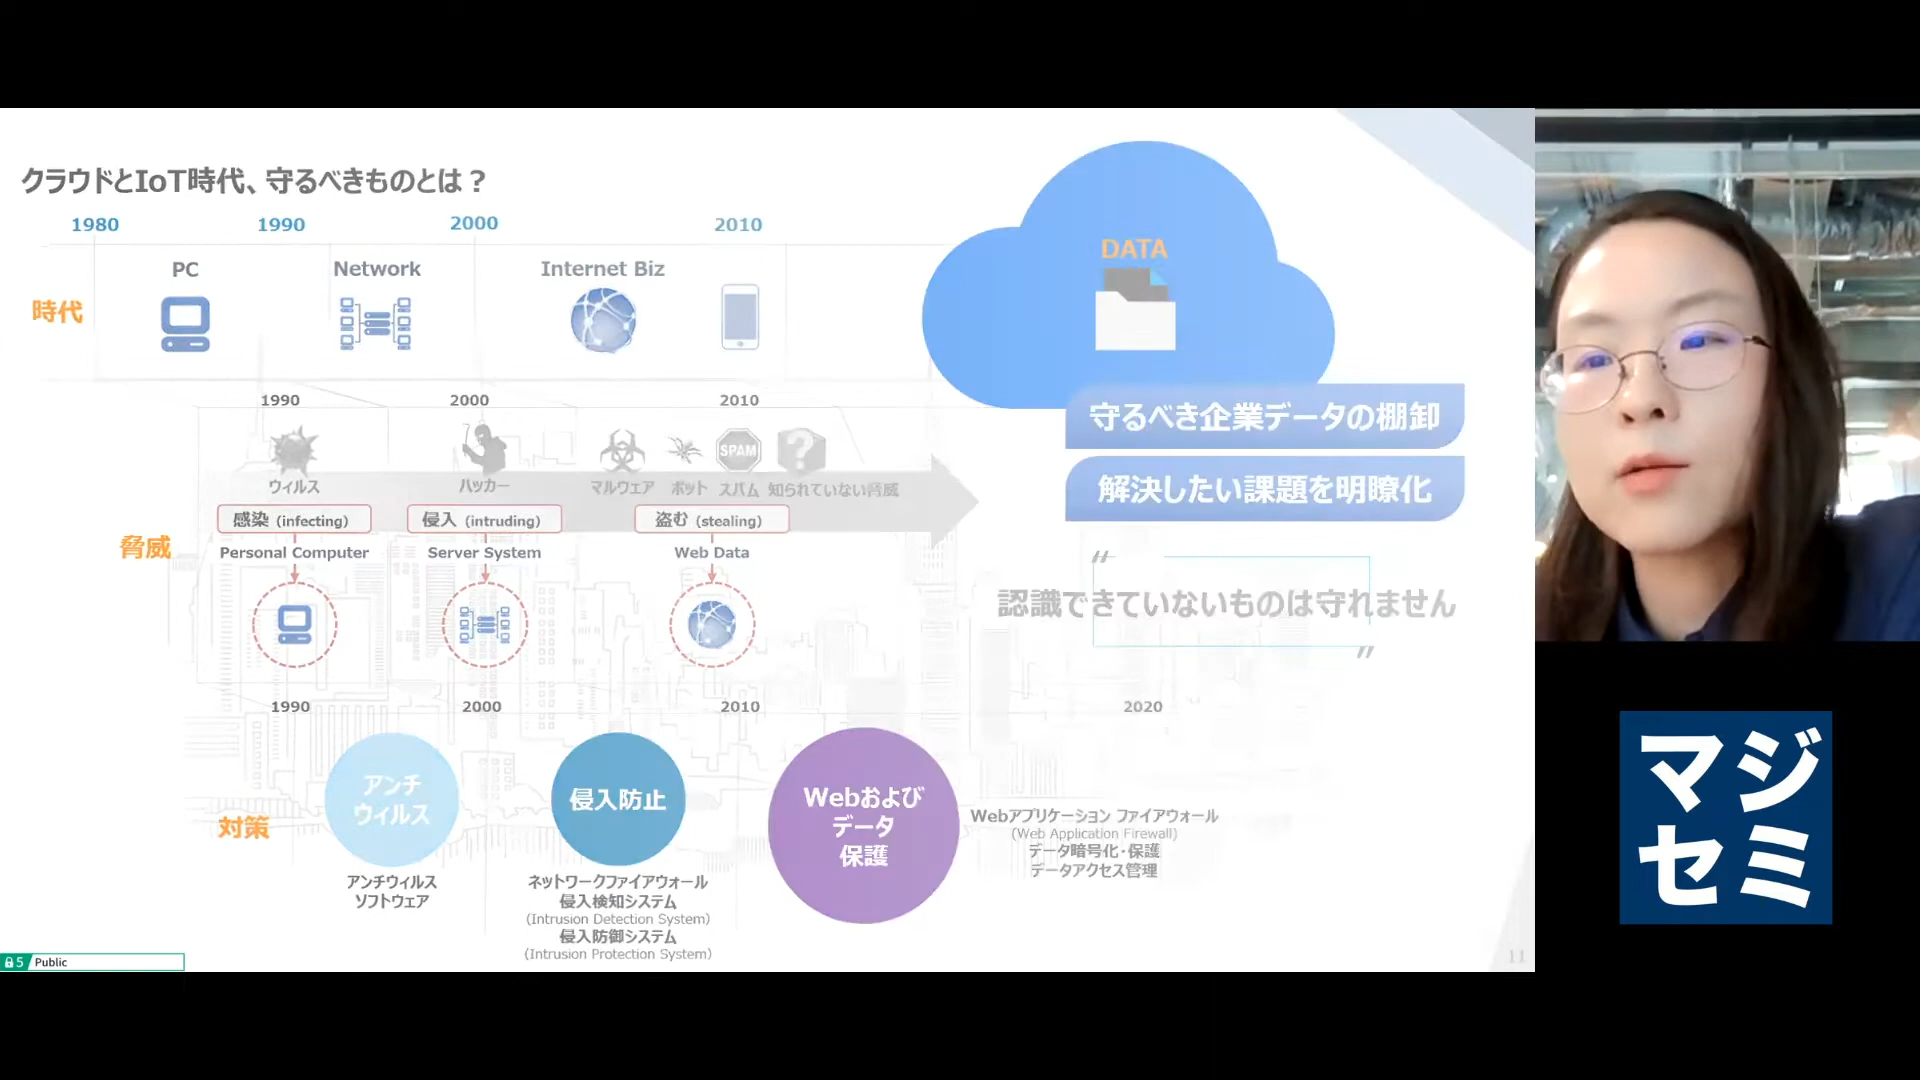 クラウドとIoT時代、守るべきものとは？
1980
1990
2000
2010
時代
PC
Network
Internet Biz
DATA
守るべき企業データの棚卸
解決したい課題を明瞭化
"
認識できていないものは守れません
"
1990
2000
2010
脅威
ウィルス
ハッカー
マルウェア
ボット
SPAM
スパム
?
知られていない脅威
感染 (infecting)
侵入 (intruding)
盗む (stealing)
Personal Computer
Server System
Web Data
1990
2000
2010
2020
対策
アンチ
ウィルス
アンチウィルス
ソフトウェア
侵入防止
ネットワークファイアウォール
侵入検知システム
(Intrusion Detection System)
侵入防御システム
(Intrusion Protection System)
Webおよび
データ
保護
Webアプリケーション ファイアウォール
(Web Application Firewall)
データ暗号化・保護
データアクセス管理
5 Public
11
マジ
セミ